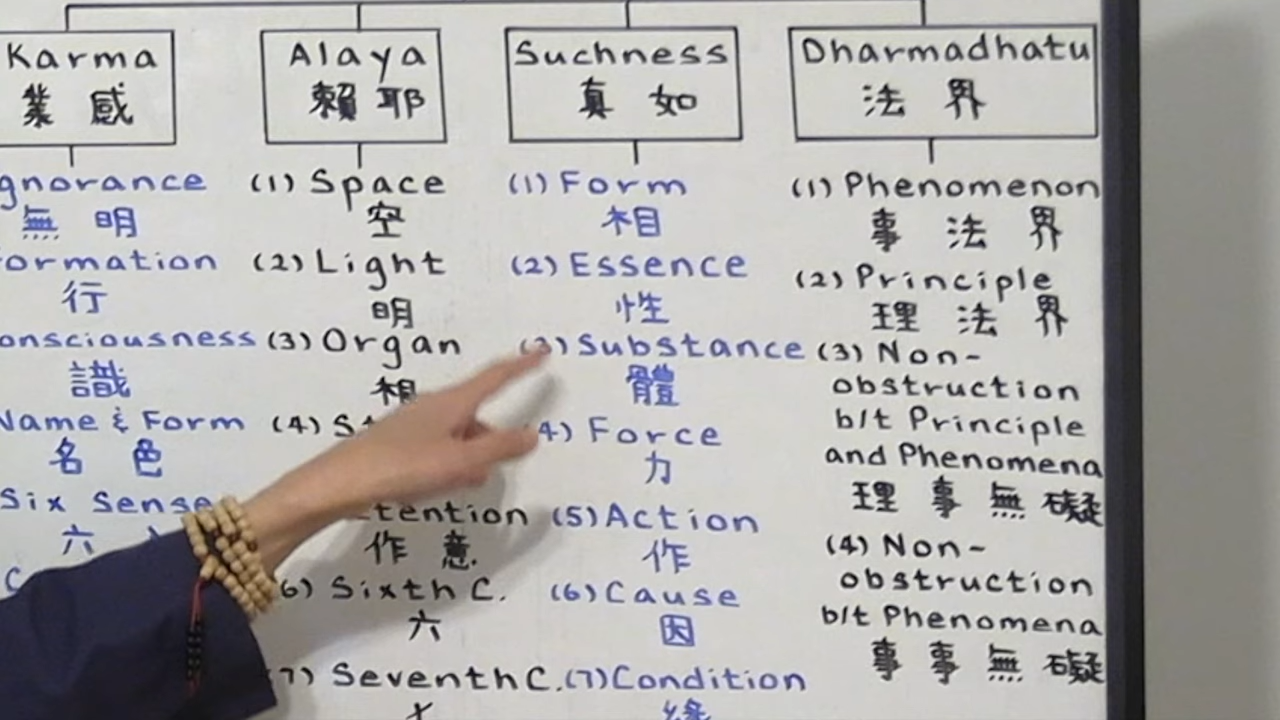 Karma
業感
gnorance
無明
ormation
行
onsciousness
識
Name & Form
名色
Six Sense
六
C
Alaya
賴耶
(1) Space
空
(2) Light
明
(3) Organ
根
(4) S
tention
作意
6) Sixth C.
六
7) Seventh C.
七
Suchness
真如
(1) Form
相
(2) Essence
性
(3) Substance
體
4) Force
力
(5) Action
作
(6) Cause
因
(7) Condition
緣
Dharmadhatu
法界
(1) Phenomenon
事法界
(2) Principle
理法界
(3) Non-
obstruction
b/t Principle
and Phenomena
理事無礙
(4) Non-
obstruction
b/t Phenomena
事事無礙